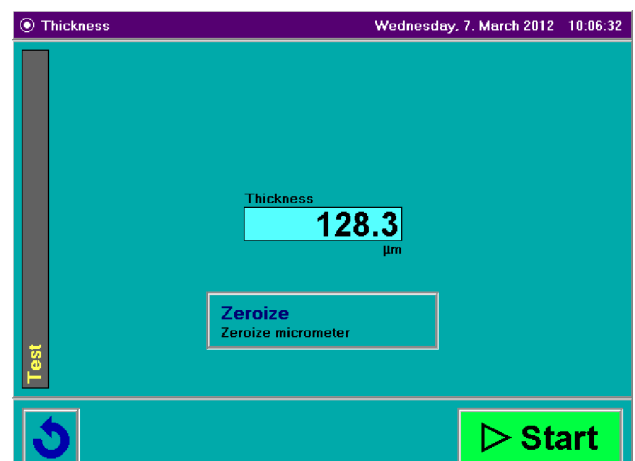 Thickness
Wednesday, 7. March 2012 10:06:32
Thickness
128.3
µm
Zeroize
Zeroize micrometer
Test
Start